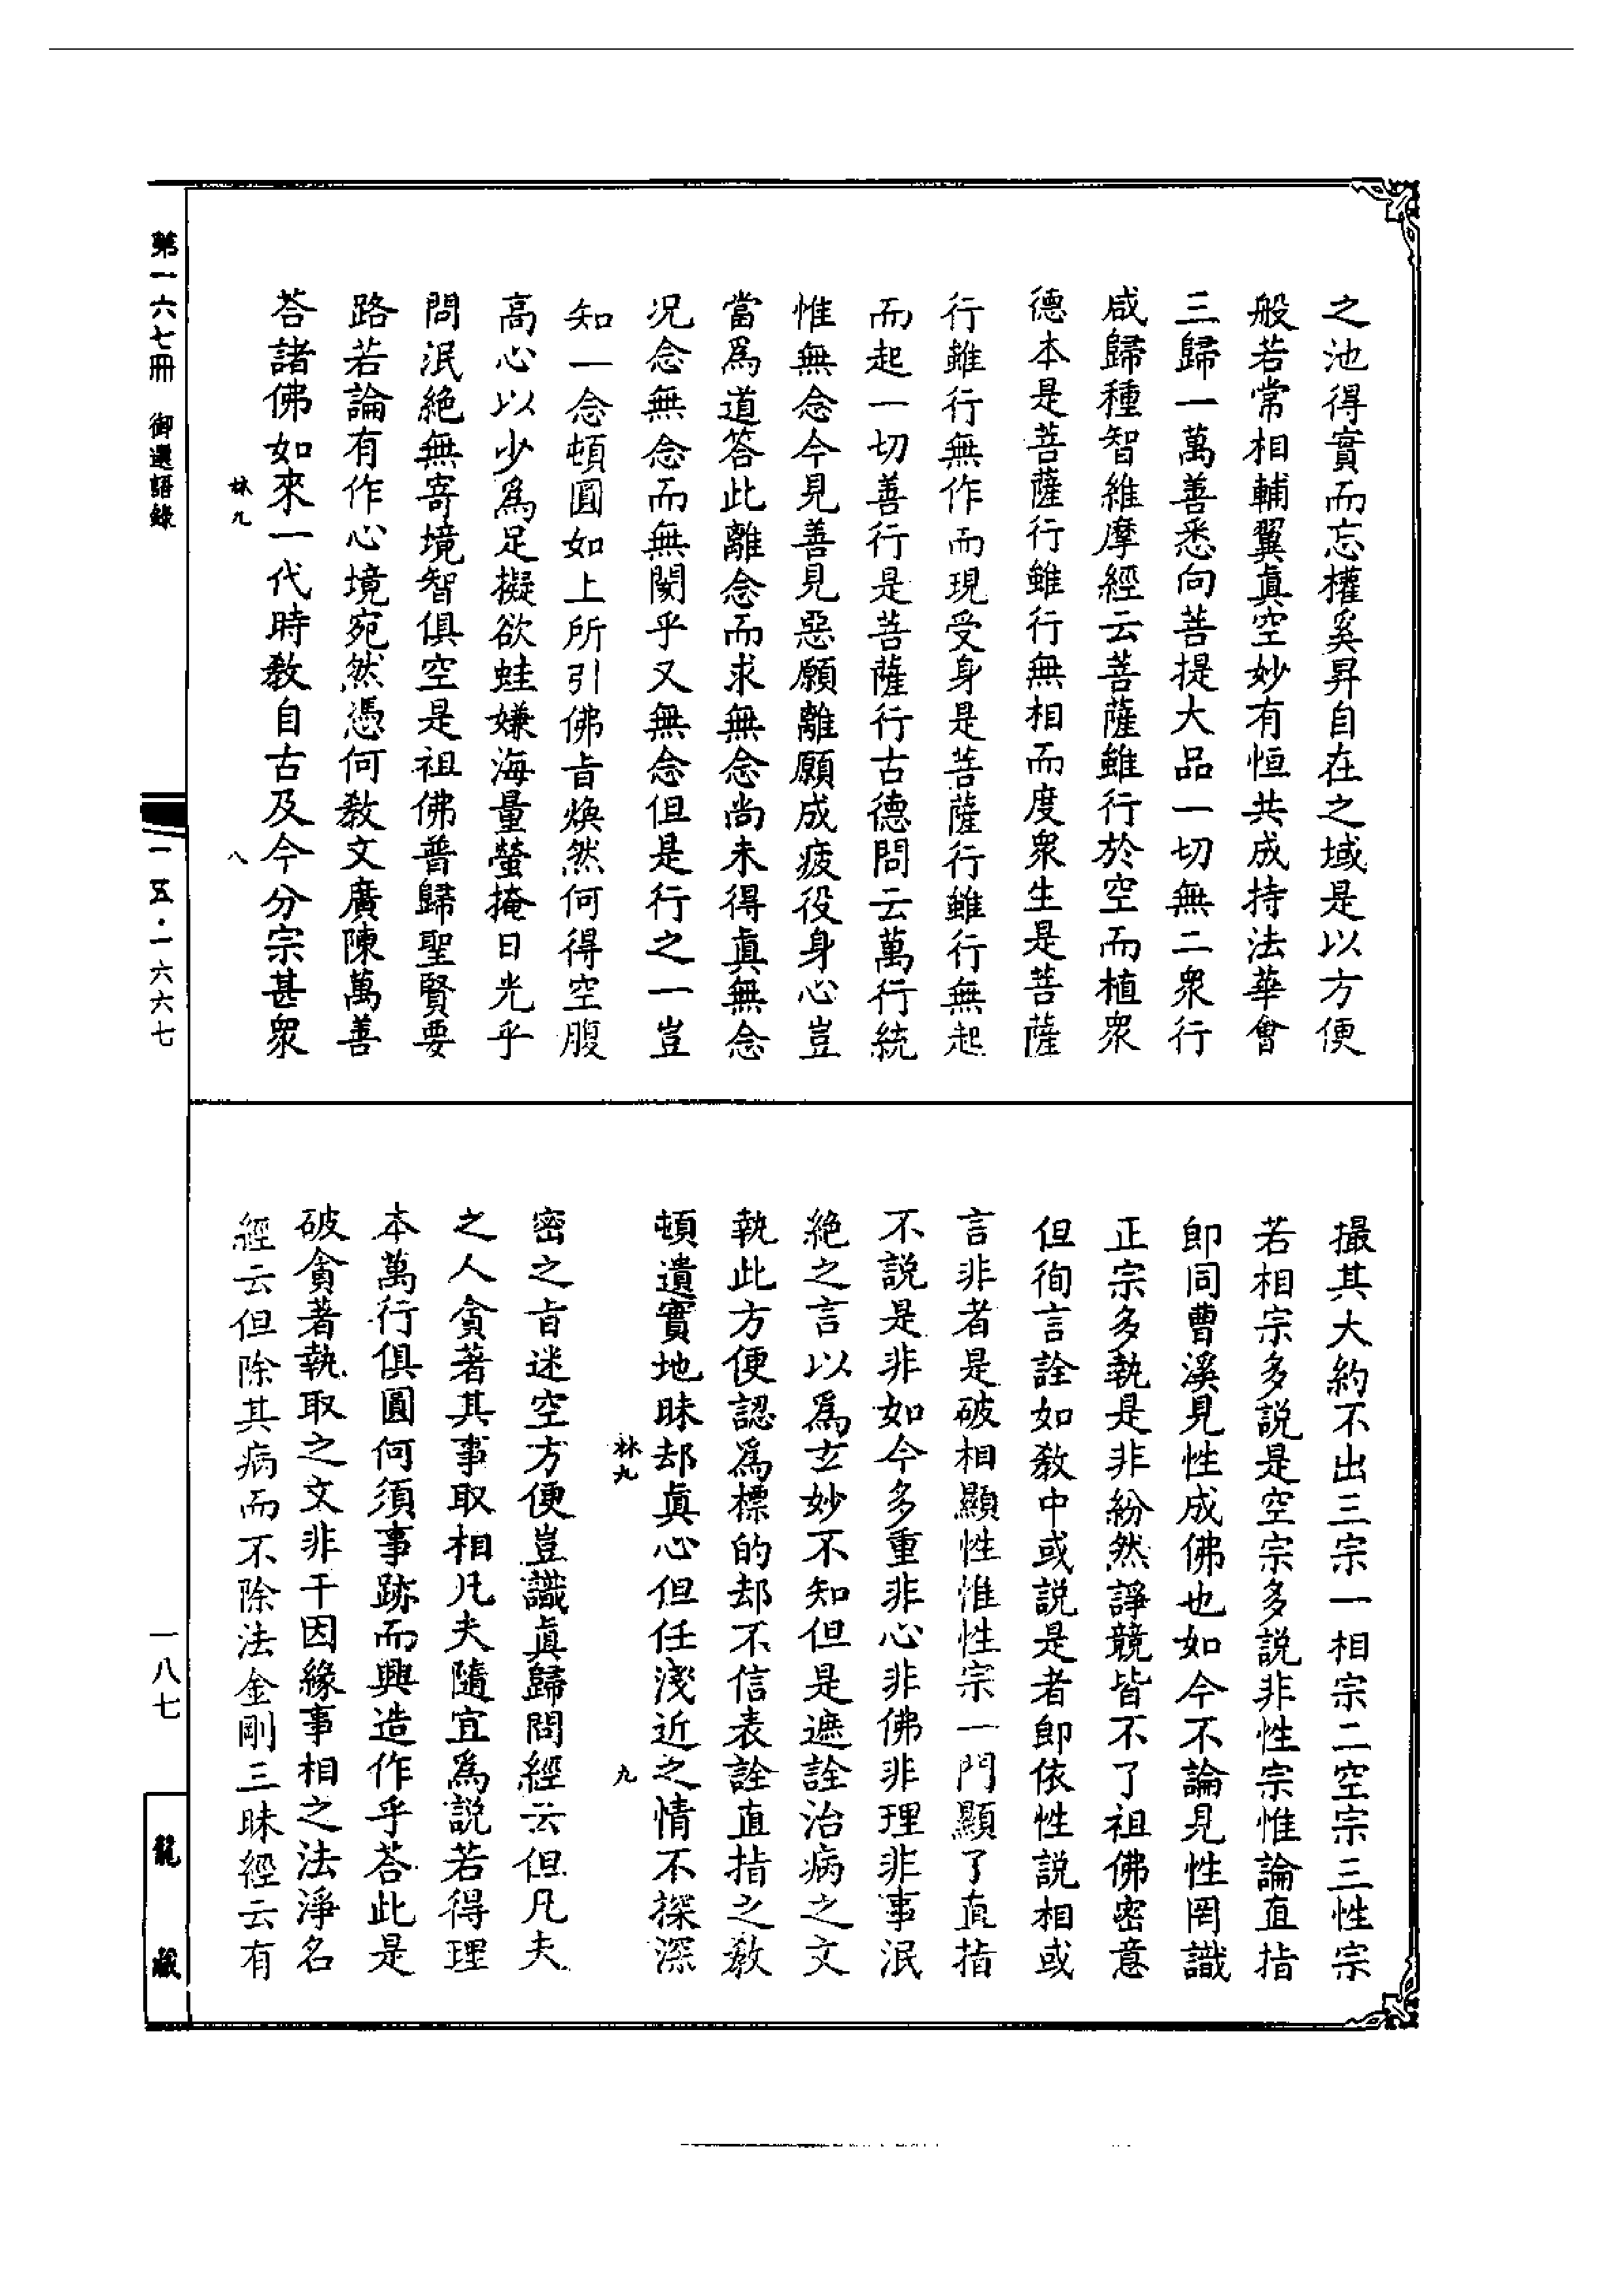 之池得實而忘權奚昇自在之域是以方便
般若常相輔翼眞空妙有恒共成持法華會
三歸一萬善悉向菩提大品一切無二衆行
咸歸種智維摩經云菩薩雖行於空而植衆
德本是菩薩行雖行無相而度衆生是菩薩
行雖行無作而現受身是菩薩行雖行無起
而起一切善行是菩薩行古德問云萬行統
惟無念今見善見惡願離願成疲役身心豈
當爲道答此離念而求無念尚未得眞無念
况念無念而無閡乎又無念但是行之一豈
知一念頓圓如上所引佛旨煥然何得空腹
高心以少爲足擬欲蛙嫌海量螢掩日光乎
問泯絶無寄境智俱空是祖佛普歸聖賢要
路若論有作心境宛然憑何教文廣陳萬善
答諸佛如來一代時教自古及今分宗甚衆
林九
八
撮其大約不出三宗一相宗二空宗三性宗
若相宗多説是空宗多説非性宗惟論直指
即同曹溪見性成佛也如今不論見性罔識
正宗多執是非紛然諍競皆不了祖佛密意
但徇言詮如教中或説是者即依性説相或
言非者是破相顯性惟性宗一門顯了直指
不説是非如今多重非心非佛非理非事泯
絶之言以爲玄妙不知但是遮詮治病之文
執此方便認爲標的却不信表詮直指之教
頓遺實地昧却眞心但任淺近之情不探深
林九
九
密之旨迷空方便豈識眞歸問經云但凡夫
之人貪著其事取相凡夫隨宜爲説若得理
本萬行俱圓何須事跡而興造作乎答此是
破貪著執取之文非干因緣事相之法淨名
經云但除其病而不除法金剛三昧經云有
第一六七冊
御選語錄
一五·一六六七
一八七
龍藏